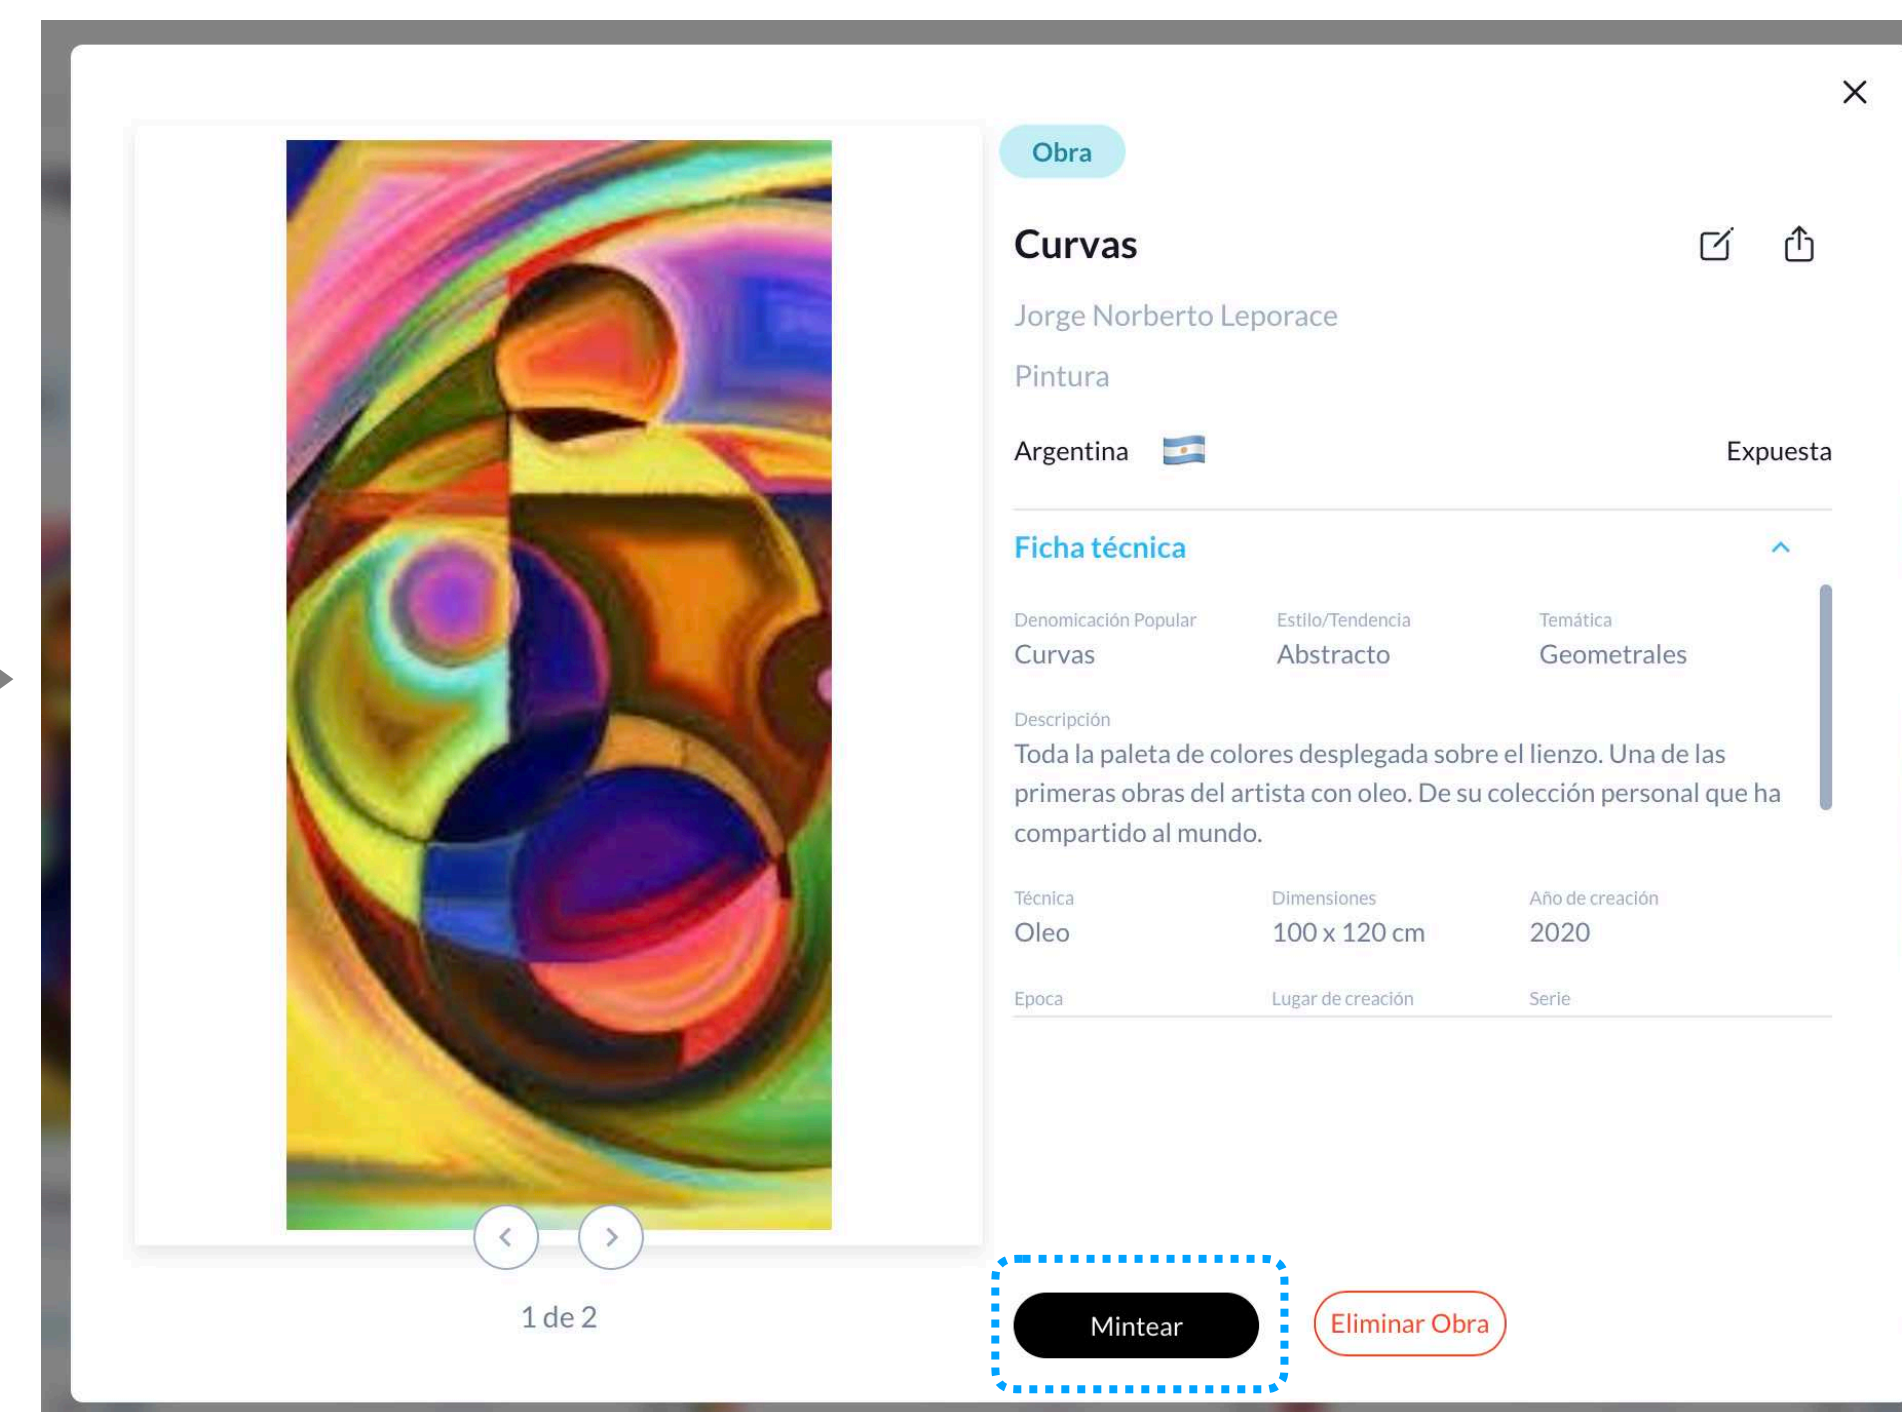 Obra
Curvas
Jorge Norberto Leporace
Pintura
Argentina
Expuesta
Ficha técnica
Denomicación Popular
Estilo/Tendencia
Temática
Curvas
Abstracto
Geometrales
Descripción
Toda la paleta de colores desplegada sobre el lienzo. Una de las
primeras obras del artista con oleo. De su colección personal que ha
compartido al mundo.
Técnica
Dimensiones
Año de creación
Oleo
100 x 120 cm
2020
Epoca
Lugar de creación
Serie
1 de 2
Mintear
Eliminar Obra